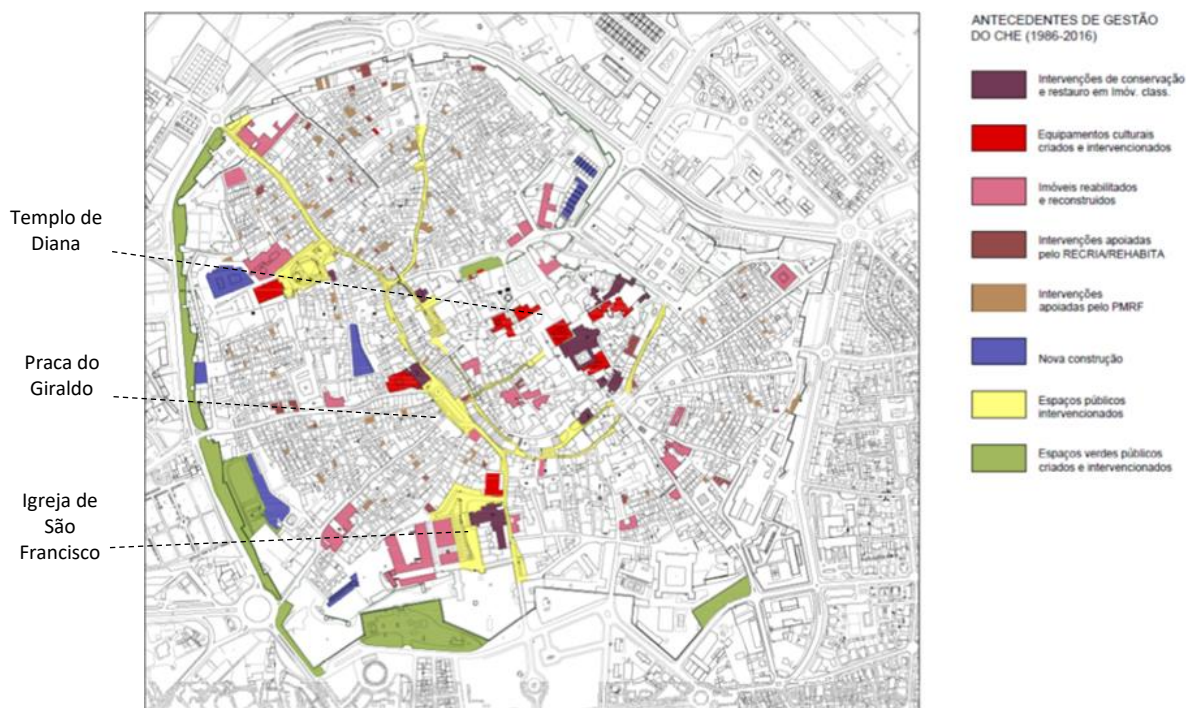 ANTECEDENTES DE GESTÃO
DO CHE (1986-2016)
Intervenções de conservação
e restauro em Imóv. class.
Equipamentos culturais
criados e intervencionados
Imóveis reabilitados
e reconstruidos
Intervenções apoiadas
pelo RECRIA/REHABITA
Intervenções
apoiadas pelo PMRF
Nova construção
Espaços públicos
intervencionados
Espaços verdes públicos
criados e intervencionados
Templo de
Diana
Praca do
Giraldo
Igreja de
São
Francisco